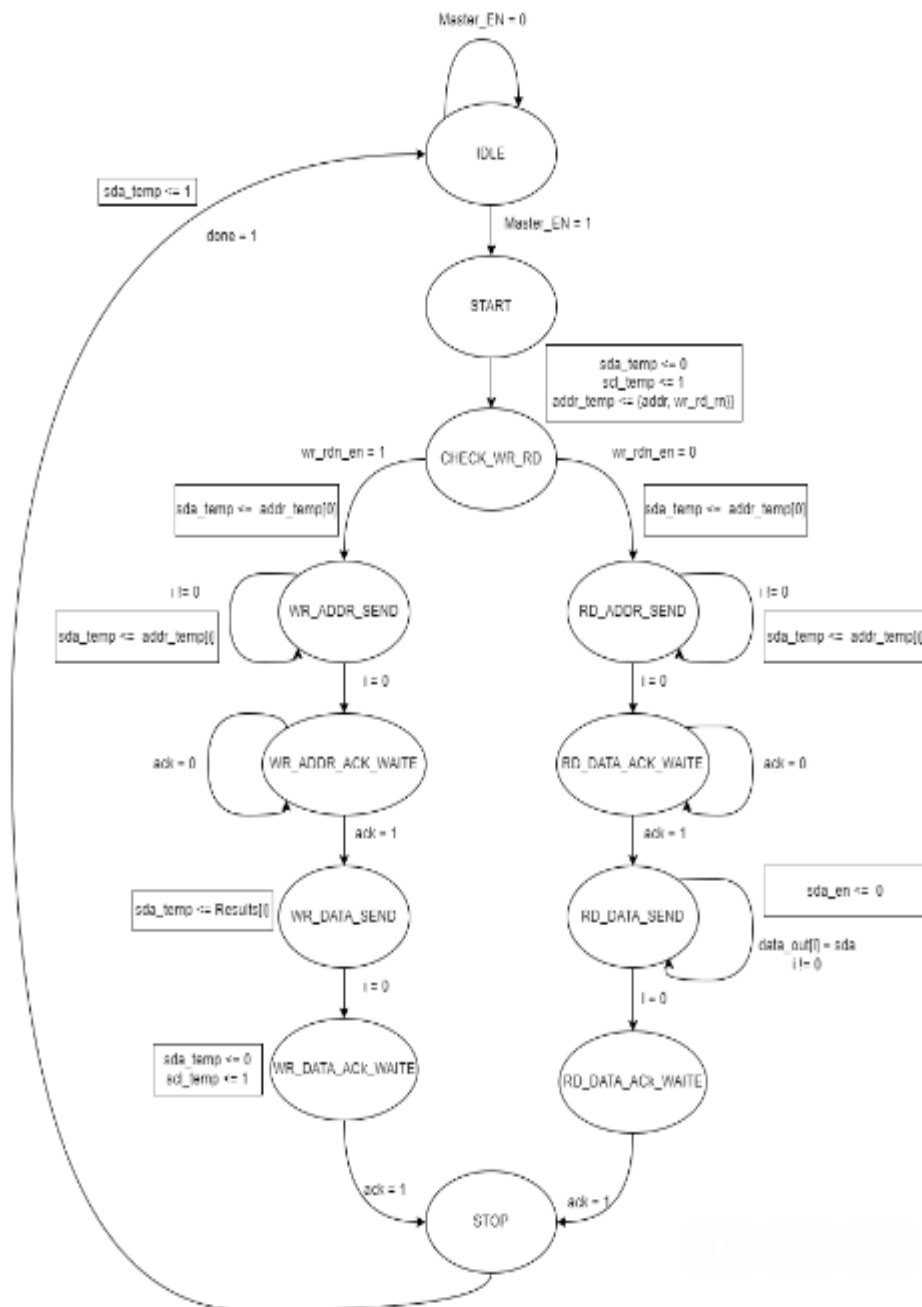 Master_EN = 0
IDLE
sda_temp <= 1
done = 1
Master_EN = 1
START
sda_temp <= 0
scl_temp <= 1
addr_temp <= {addr, wr_rd_rn}}
wr_rdn_en = 1
CHECK_WR_RD
wr_rdn_en = 0
sda_temp <= addr_temp[0]
sda_temp <= addr_temp[0]
i != 0
WR_ADDR_SEND
RD_ADDR_SEND
i != 0
sda_temp <= addr_temp[i]
sda_temp <= addr_temp[i]
i = 0
i = 0
ack = 0
WR_ADDR_ACK_WAITE
RD_DATA_ACK_WAITE
ack = 0
ack = 1
ack = 1
sda_temp <= Results[i]
WR_DATA_SEND
RD_DATA_SEND
sda_en <= 0
data_out[i] = sda
i != 0
i = 0
i = 0
sda_temp <= 0
scl_temp <= 1
WR_DATA_ACk_WAITE
RD_DATA_ACk_WAITE
ack = 1
ack = 1
STOP